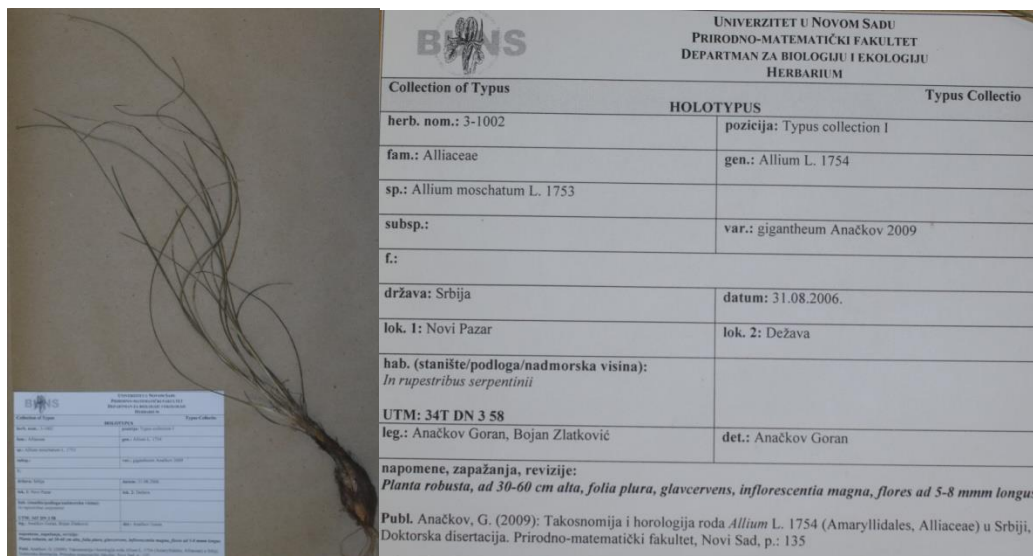 BUNS
UNIVERZITET U NOVOM SADU
PRIRODNO-MATEMATIČKI FAKULTET
DEPARTMAN ZA BIOLOGIJU I EKOLOGIJU
HERBARIUM
Collection of Typus
Typus Collectio
HOLOTYPUS
herb. nom.: 3-1002
pozicija: Typus collection I
fam.: Alliaceae
gen.: Allium L. 1754
sp.: Allium moschatum L. 1753
subsp.:
var.: gigantheum Anačkov 2009
f.:
država: Srbija
datum: 31.08.2006.
lok. 1: Novi Pazar
lok. 2: Dežava
hab. (stanište/podloga/nadmorska visina):
In rupestribus serpentinii
UTM: 34T DN 3 58
leg.: Anačkov Goran, Bojan Zlatković
det.: Anačkov Goran
napomene, zapažanja, revizije:
Planta robusta, ad 30-60 cm alta, folia plura, glavcervens, inflorescentia magna, flores ad 5-8 mmm longus
Publ. Anačkov, G. (2009): Takosnomija i horologija roda Allium L. 1754 (Amaryllidales, Alliaceae) u Srbiji,
Doktorska disertacija. Prirodno-matematički fakultet, Novi Sad, p.: 135